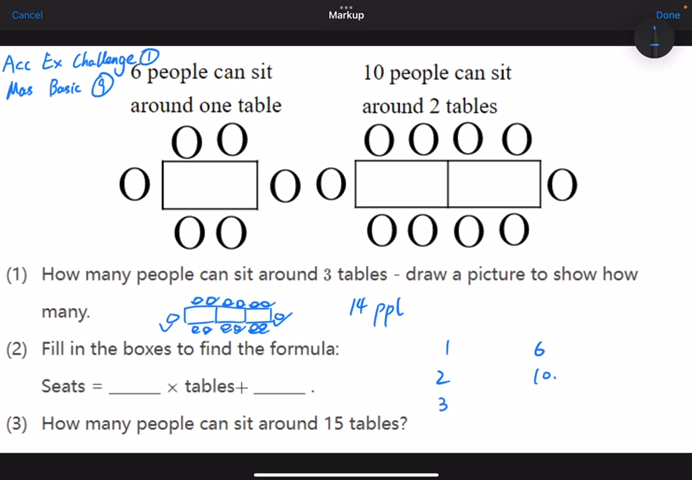 Cancel
Markup
Done
Acc Ex Challenge ①
Mas Basic ④
6 people can sit
around one table
10 people can sit
around 2 tables
(1) How many people can sit around 3 tables - draw a picture to show how
many.
14 ppl
(2) Fill in the boxes to find the formula:
Seats = ______ × tables+ ______ .
1 6
2 10.
3
(3) How many people can sit around 15 tables?